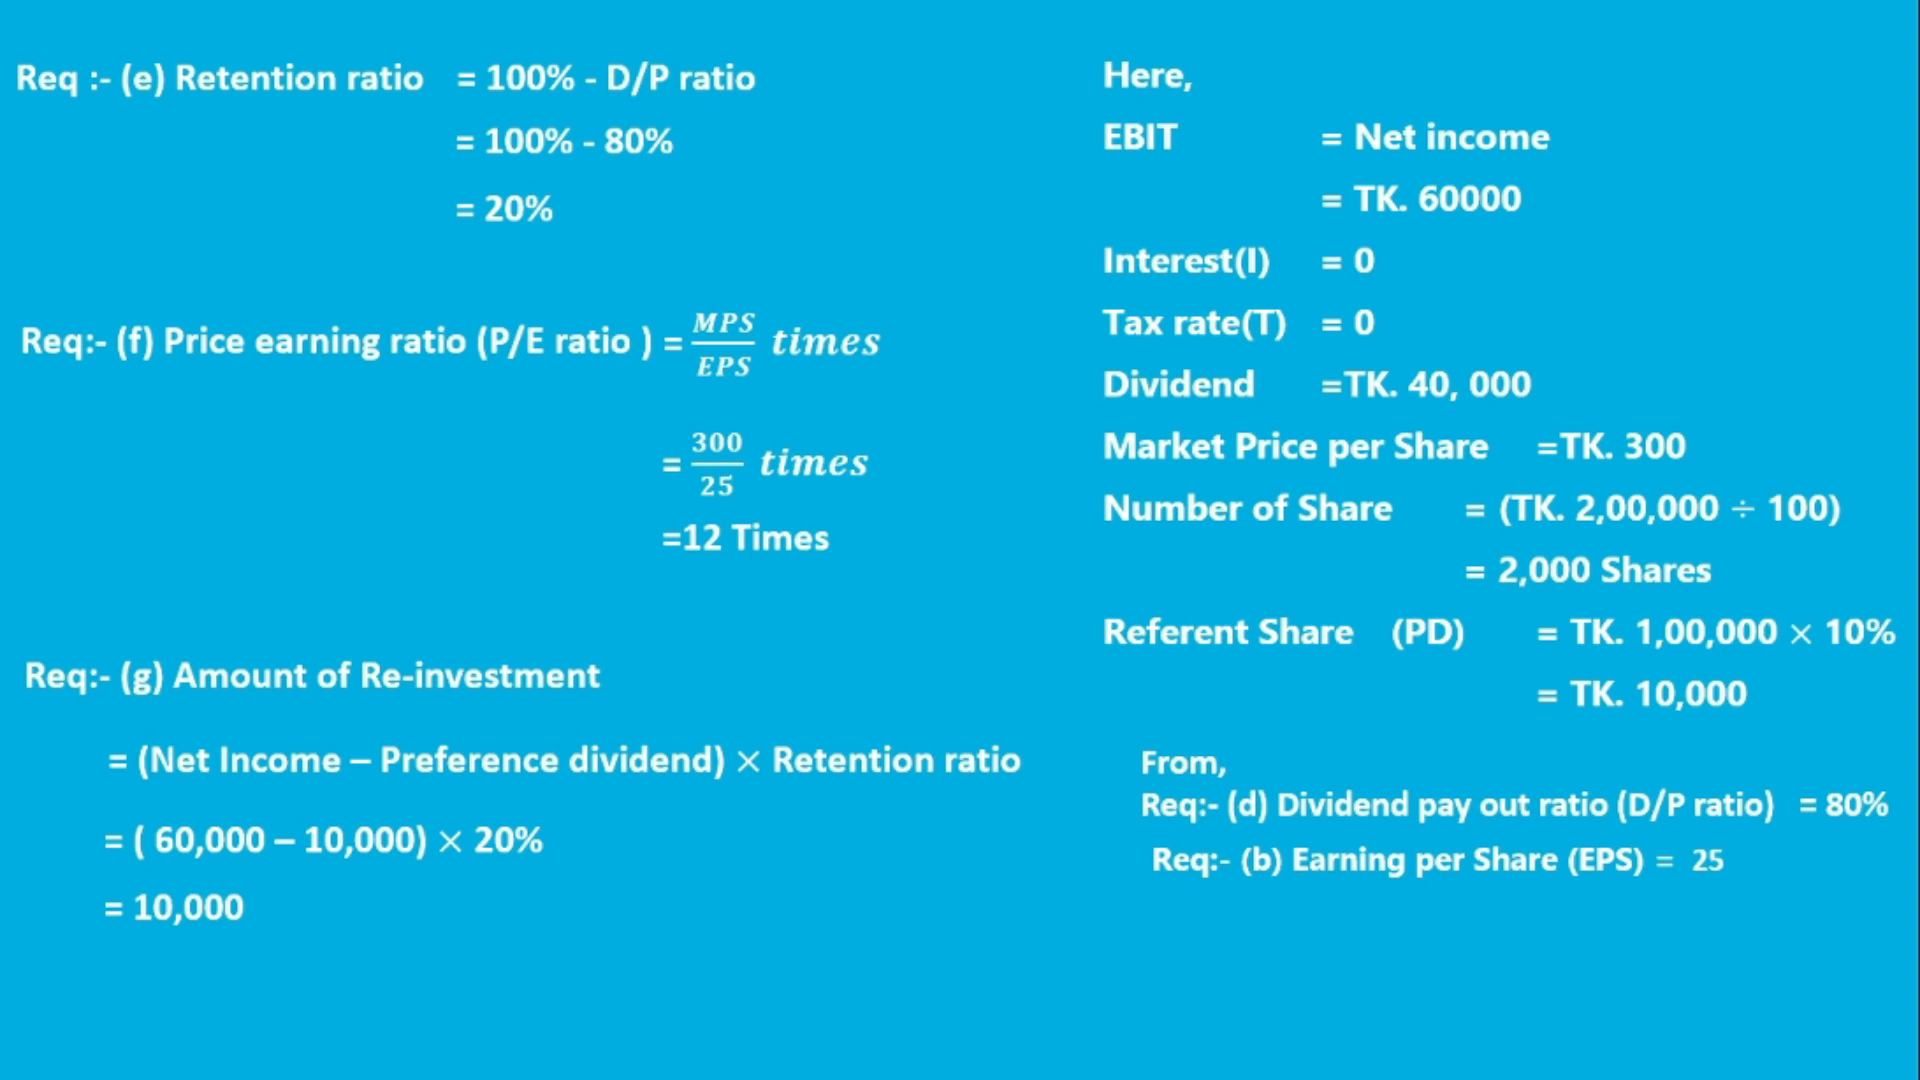 Req :- (e) Retention ratio = 100% - D/P ratio
= 100% - 80%
= 20%
Req:- (f) Price earning ratio (P/E ratio ) = MPS/EPS times
= 300/25 times
=12 Times
Req:- (g) Amount of Re-investment
= (Net Income – Preference dividend) × Retention ratio
= ( 60,000 – 10,000) × 20%
= 10,000
Here,
EBIT = Net income
= TK. 60000
Interest(I) = 0
Tax rate(T) = 0
Dividend =TK. 40, 000
Market Price per Share =TK. 300
Number of Share = (TK. 2,00,000 ÷ 100)
= 2,000 Shares
Referent Share (PD) = TK. 1,00,000 × 10%
= TK. 10,000
From,
Req:- (d) Dividend pay out ratio (D/P ratio) = 80%
Req:- (b) Earning per Share (EPS) = 25